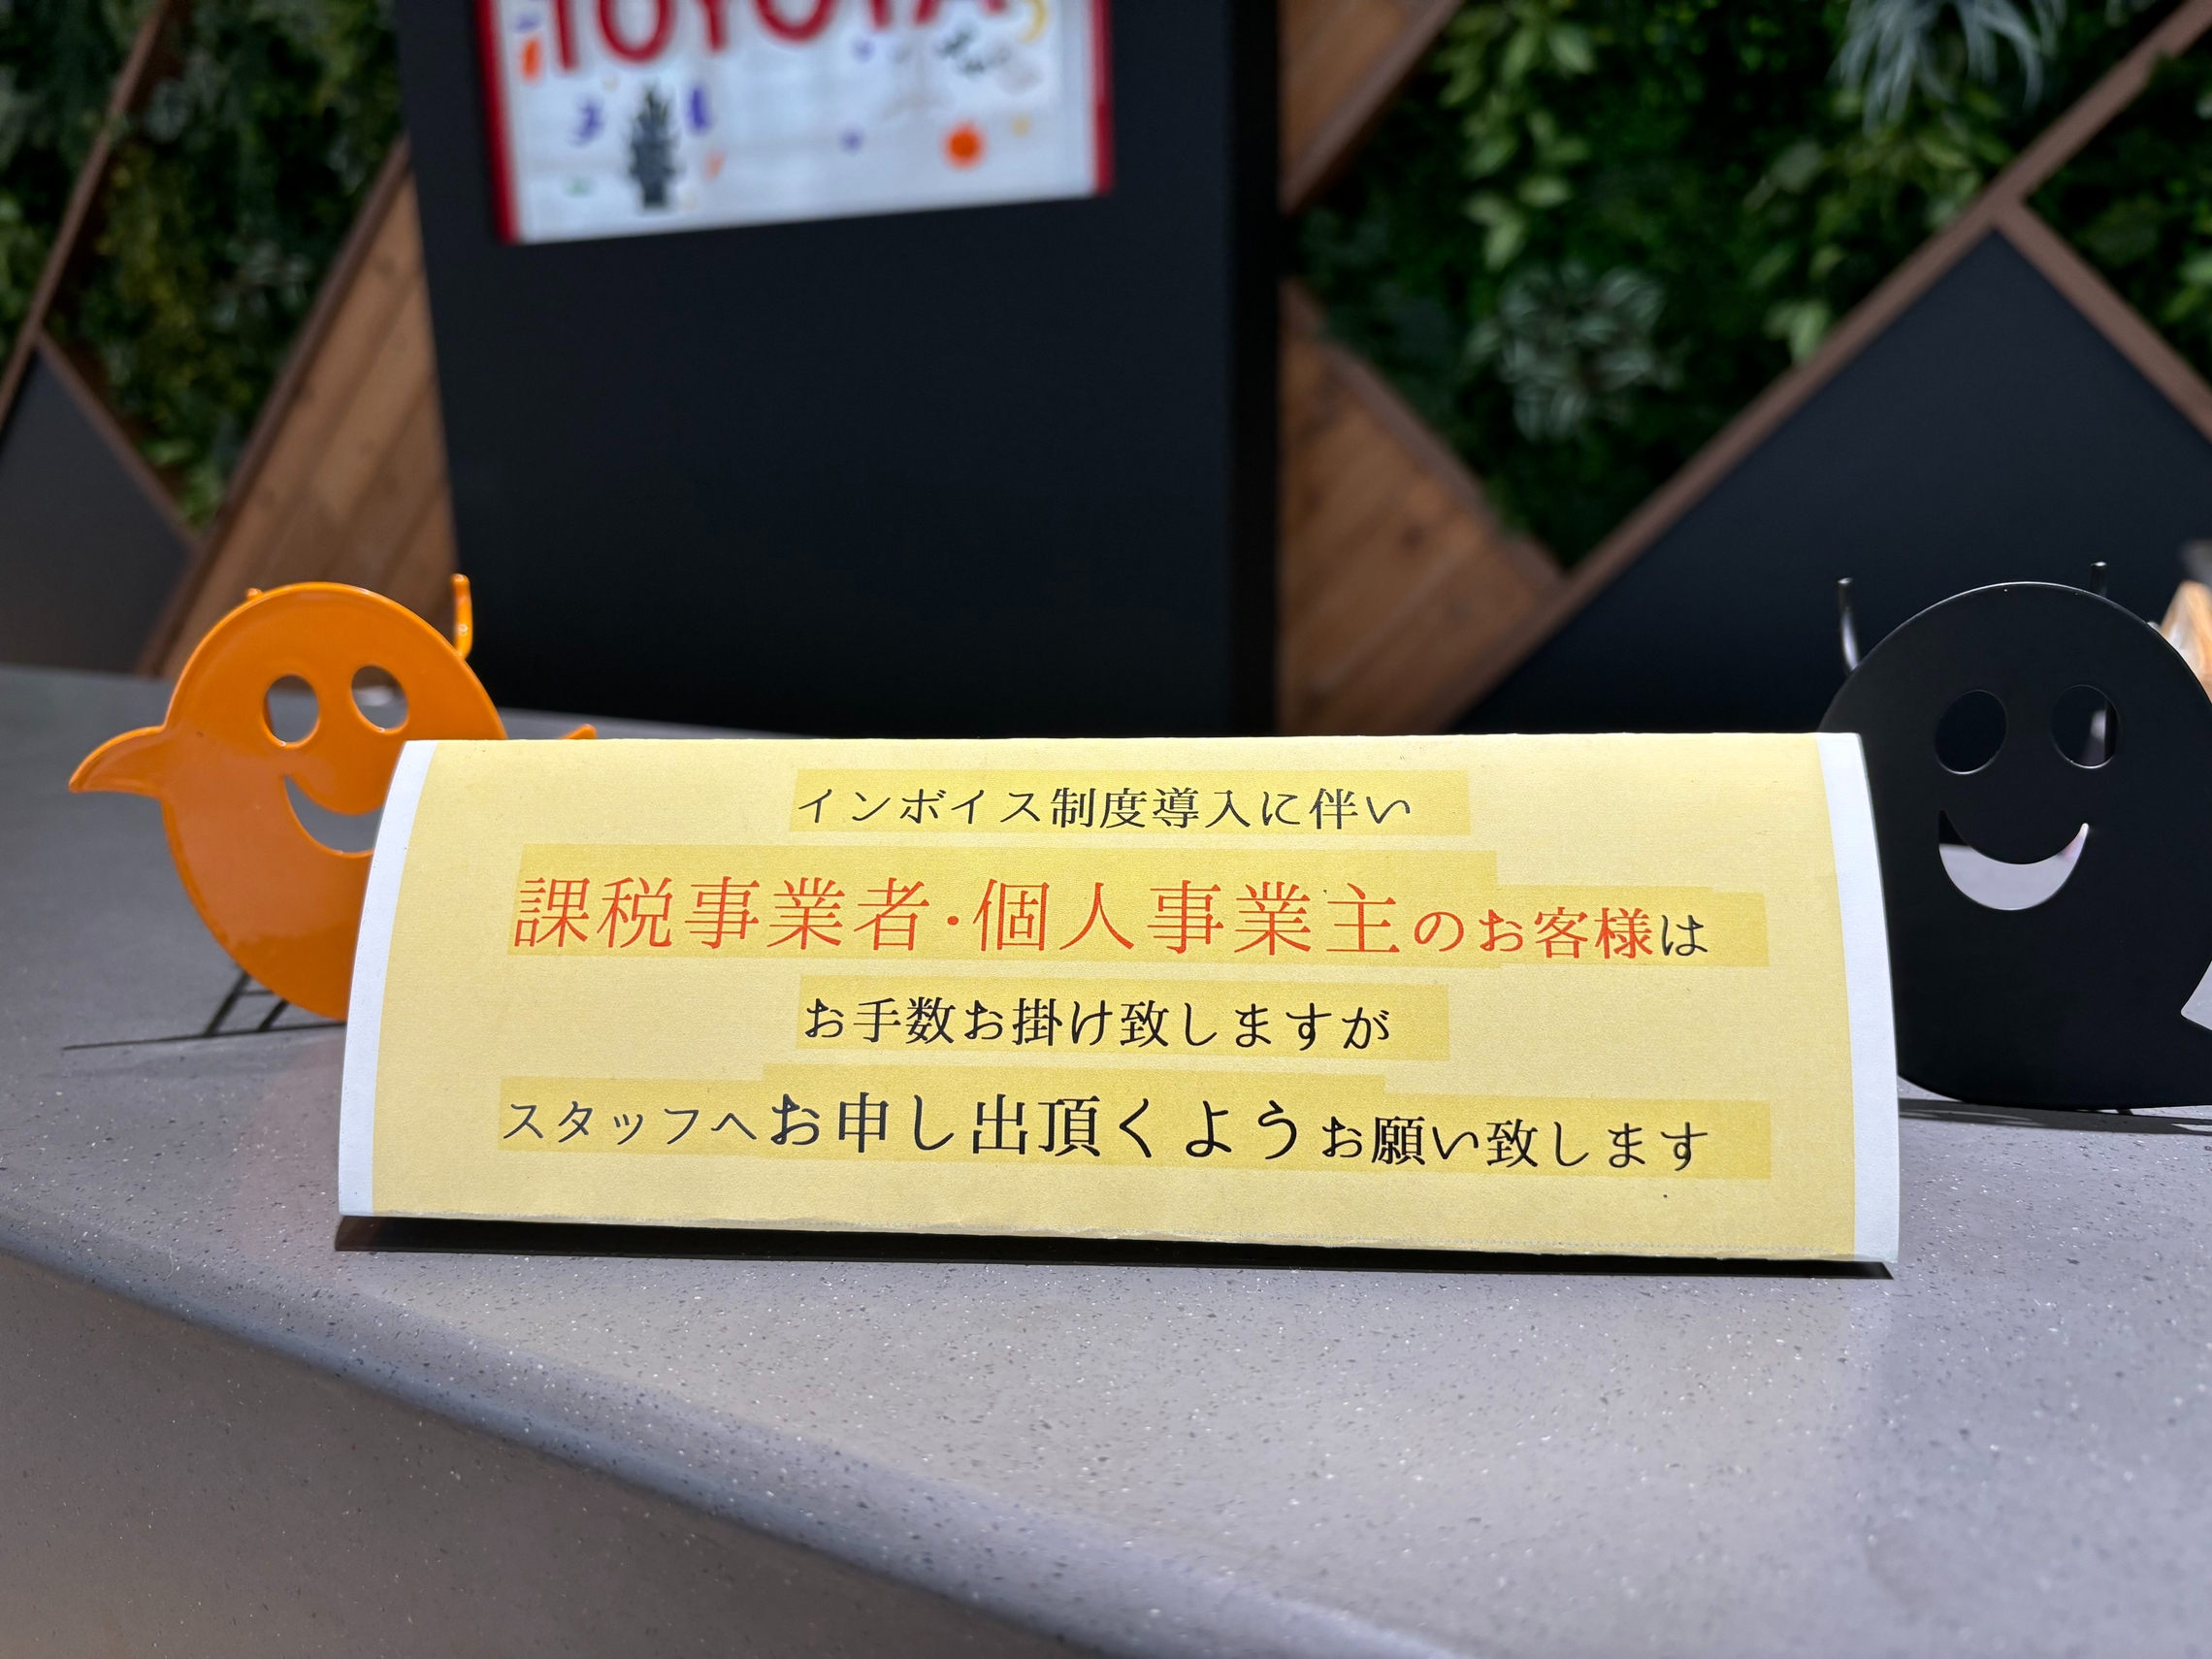 TOYOTA
インボイス制度導入に伴い
課税事業者・個人事業主のお客様は
お手数お掛け致しますが
スタッフへお申し出頂くようお願い致します